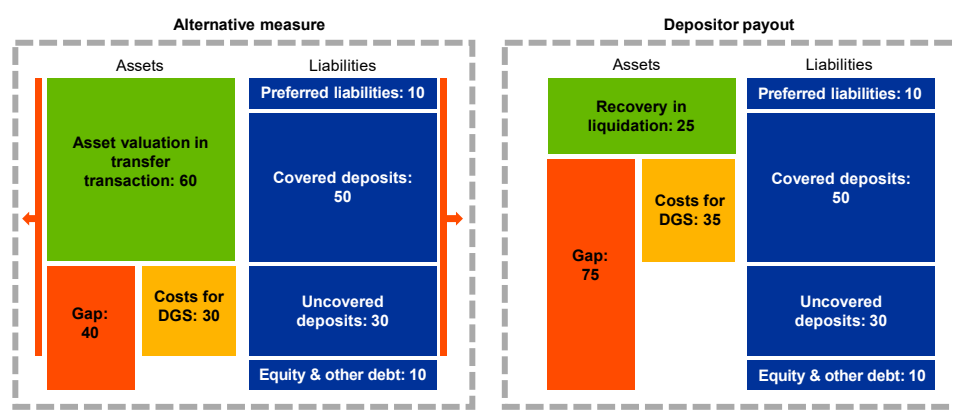 Alternative measure
Assets
Liabilities
Asset valuation in
transfer
transaction: 60
Preferred liabilities: 10
Covered deposits:
50
Gap:
40
Costs for
DGS: 30
Uncovered
deposits: 30
Equity & other debt: 10
Depositor payout
Assets
Liabilities
Recovery in
liquidation: 25
Preferred liabilities: 10
Covered deposits:
50
Gap:
75
Costs for
DGS: 35
Uncovered
deposits: 30
Equity & other debt: 10